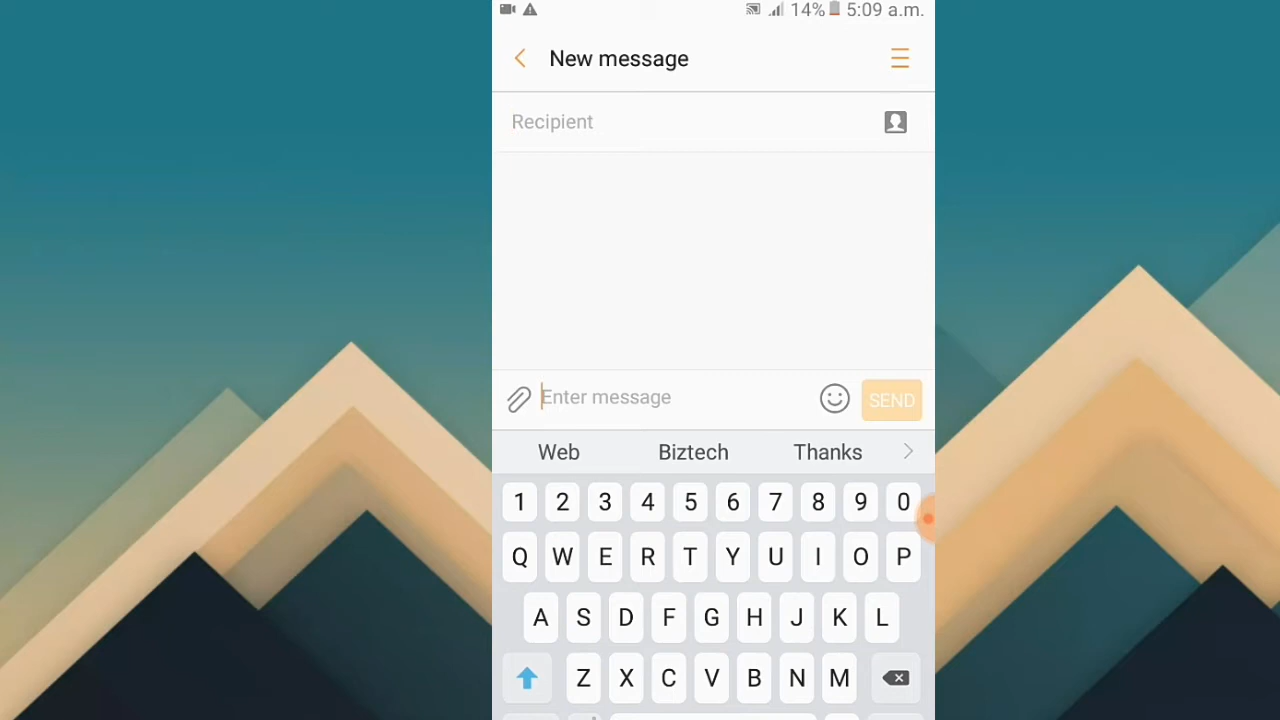 14% 5:09 a.m.
New message
Recipient
Enter message SEND
Web Biztech Thanks
1 2 3 4 5 6 7 8 9 0
Q W E R T Y U I O P
A S D F G H J K L
Z X C V B N M